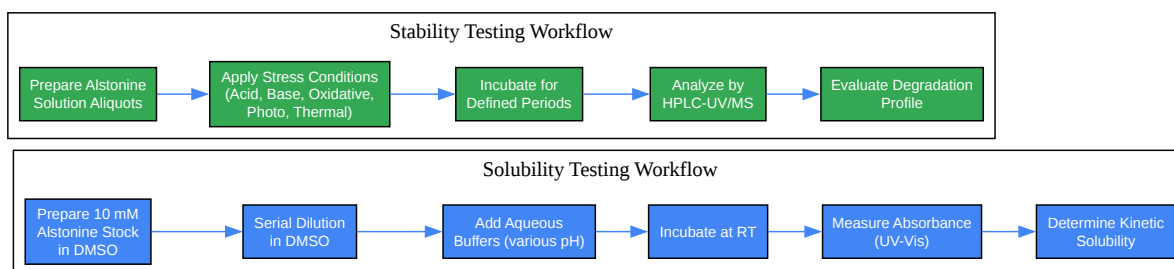 Stability Testing Workflow
Prepare Alstonine
Solution Aliquots
Apply Stress Conditions
(Acid, Base, Oxidative,
Photo, Thermal)
Incubate for
Defined Periods
Analyze by
HPLC-UV/MS
Evaluate Degradation
Profile
Solubility Testing Workflow
Prepare 10 mM
Alstonine Stock
in DMSO
Serial Dilution
in DMSO
Add Aqueous
Buffers (various pH)
Incubate at RT
Measure Absorbance
(UV-Vis)
Determine Kinetic
Solubility